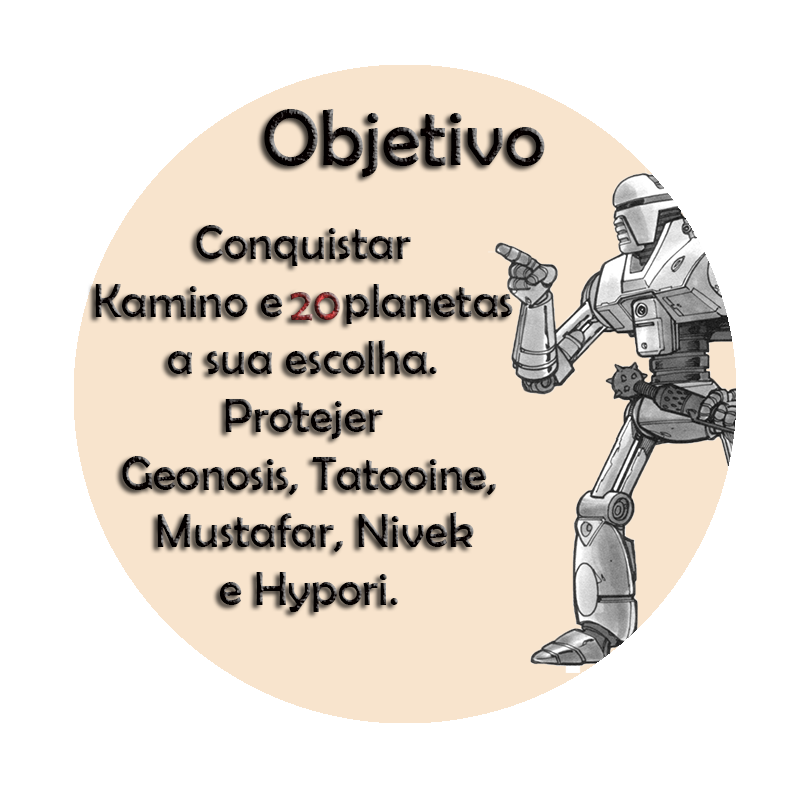 Objetivo
Conquistar
Kamino e 20 planetas
a sua escolha.
Protejer
Geonosis, Tatooine,
Mustafar, Nivek
e Hypori.